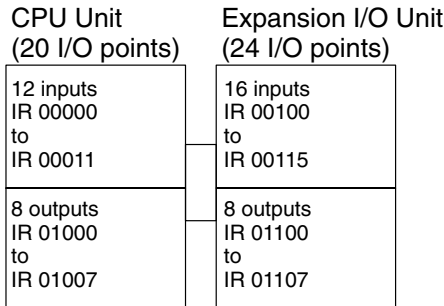 CPU Unit
(20 I/O points)
Expansion I/O Unit
(24 I/O points)
12 inputs
IR 00000
to
IR 00011
16 inputs
IR 00100
to
IR 00115
8 outputs
IR 01000
to
IR 01007
8 outputs
IR 01100
to
IR 01107